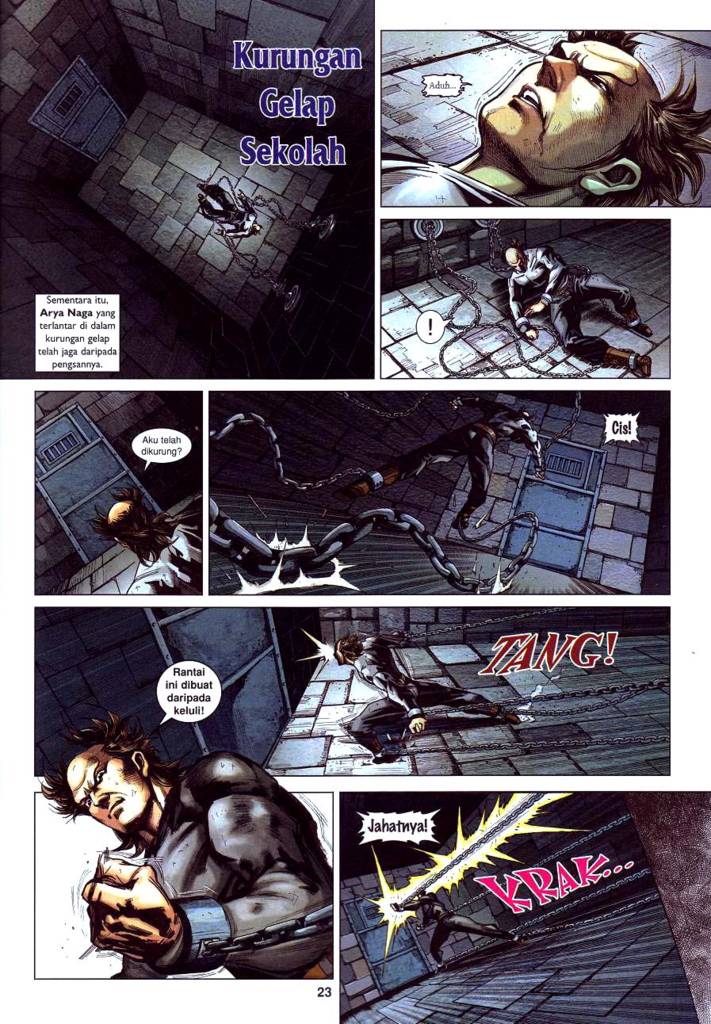 Kurungan
Gelap
Sekolah
Sementara itu,
Arya Naga yang
terlantar di dalam
kurungan gelap
telah jaga daripada
pengsannya.
Aduh...
!
Aku telah
dikurung?
Cis!
Rantai
ini dibuat
daripada
keluli!
TANG!
Jahatnya!
KRAK...
23